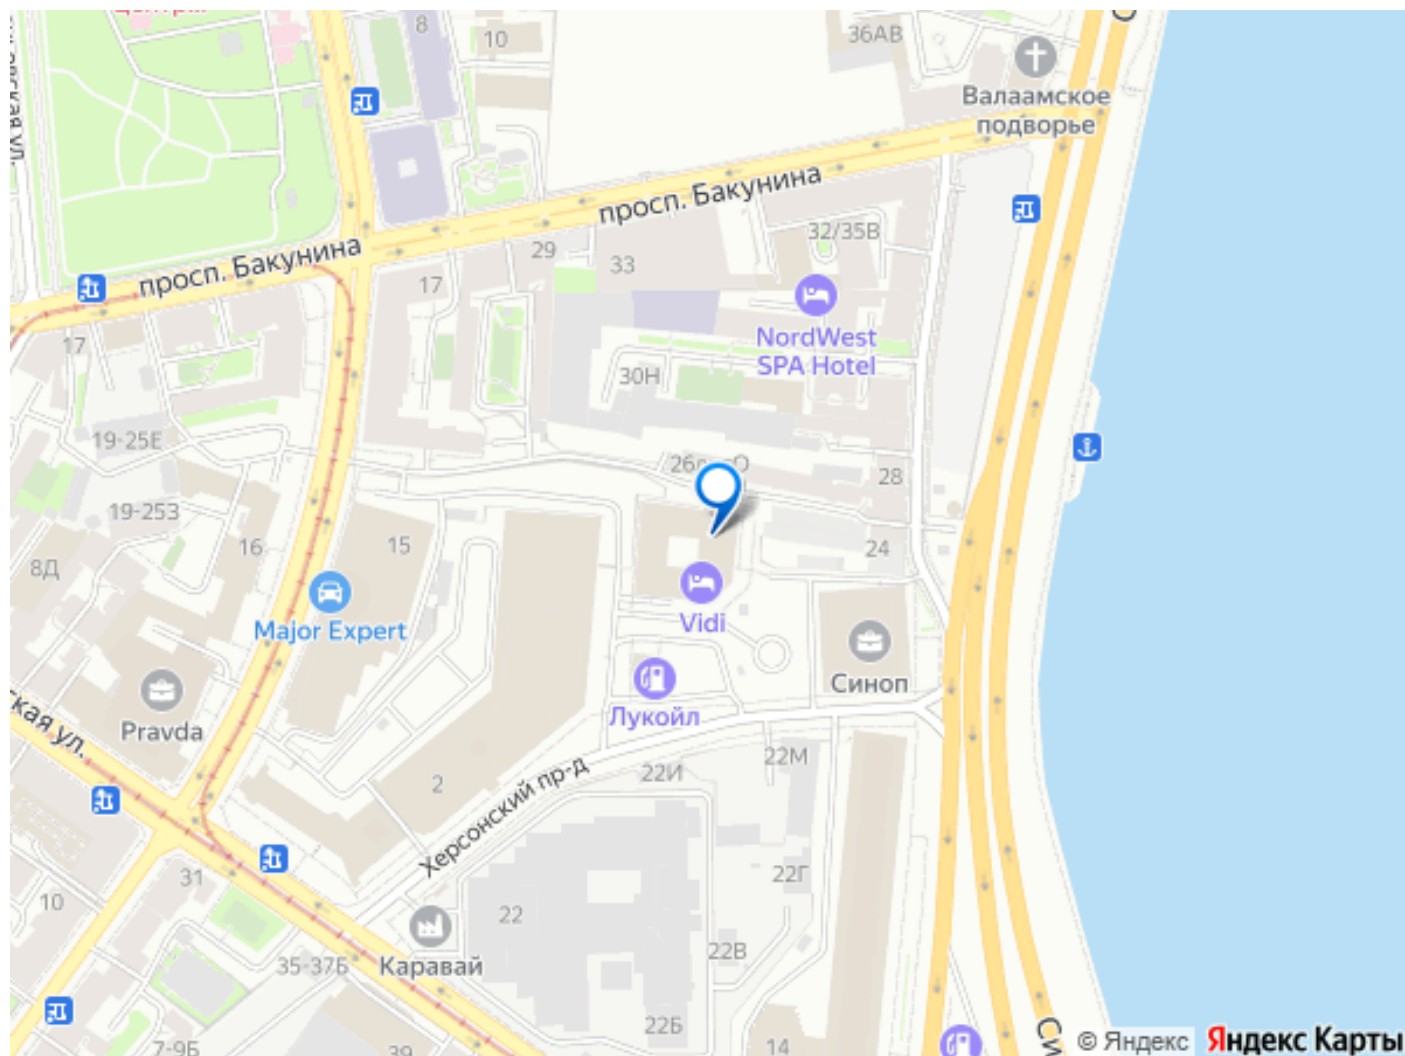 8
10
36АВ
Валаамское
подворье
просп. Бакунина
32/35В
29
33
просп. Бакунина
17
NordWest
SPA Hotel
17
30Н
19-25Е
28
19-25З
15
16
24
8Д
Major Expert
Vidi
Синоп
Pravda
Лукойл
22И
22М
2
Херсонский пр-д
31
22Г
10
22
22В
35-37Б
Каравай
22Б
7-9Б
39
14
© Яндекс
Яндекс Карты